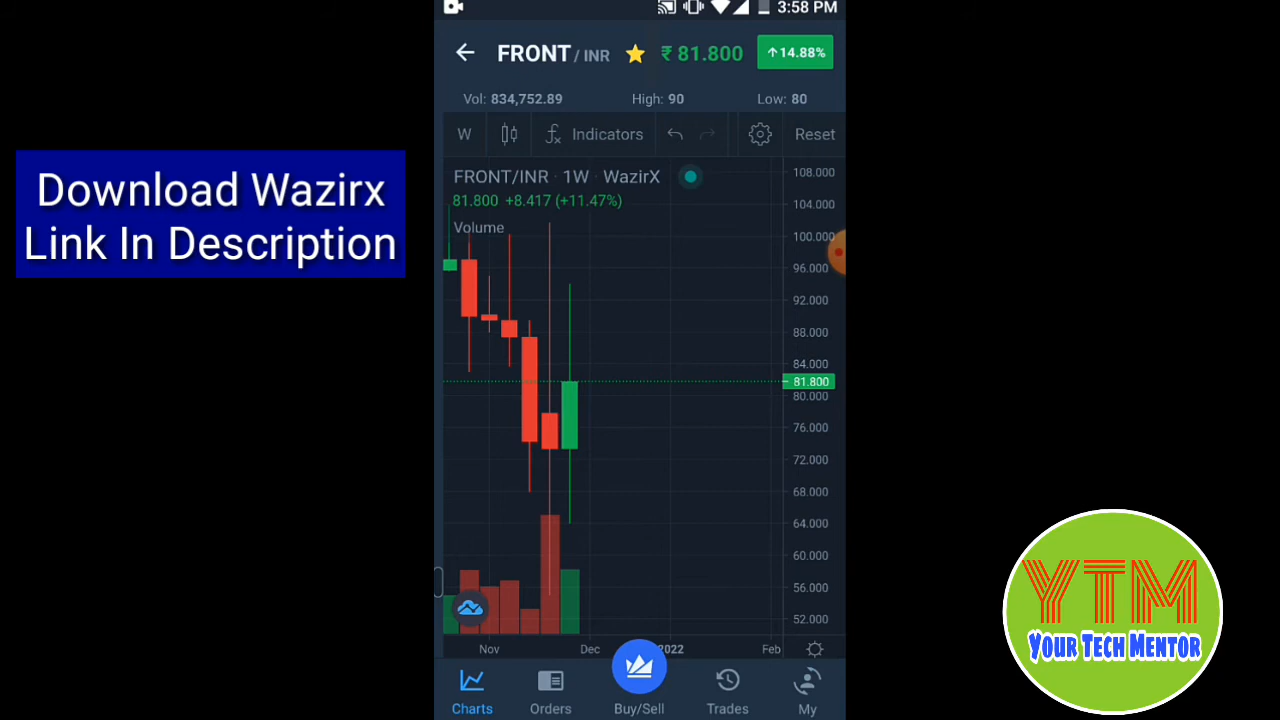 3:58 PM
FRONT / INR ₹ 81.800 ↑14.88%
Vol: 834,752.89 High: 90 Low: 80
W Indicators Reset
FRONT/INR · 1W · WazirX
81.800 +8.417 (+11.47%)
Volume
108.000
104.000
100.000
96.000
92.000
88.000
84.000
81.800
80.000
76.000
72.000
68.000
64.000
60.000
56.000
52.000
Nov Dec 2022 Feb
Charts Orders Buy/Sell Trades My
Download Wazirx
Link In Description
YTM
YOUR TECH MENTOR